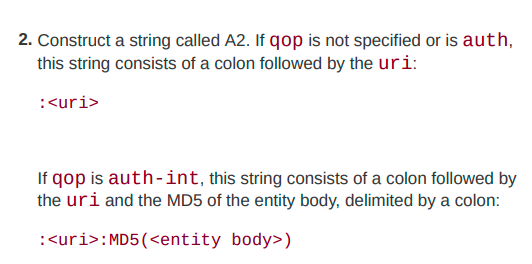 2. Construct a string called A2. If qop is not specified or is auth,
this string consists of a colon followed by the uri:
:<uri>
If qop is auth-int, this string consists of a colon followed by
the uri and the MD5 of the entity body, delimited by a colon:
:<uri>:MD5(<entity body>)